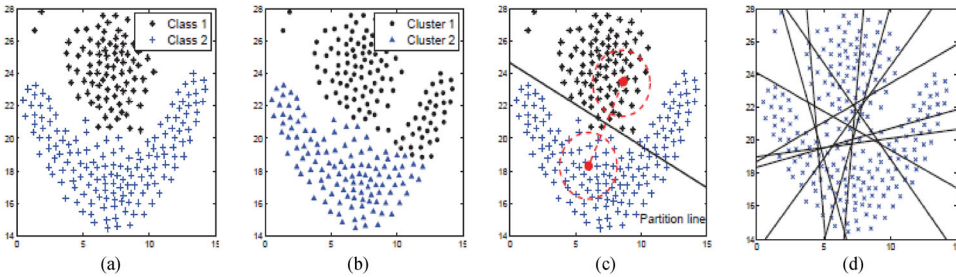 28 26 24 22 20 18 16 14
0 5 10 15
Class 1
Class 2
(a)
28 26 24 22 20 18 16 14
0 5 10 15
Cluster 1
Cluster 2
(b)
28 26 24 22 20 18 16 14
0 5 10 15
Partition line
(c)
28 26 24 22 20 18 16 14
0 5 10 15
(d)